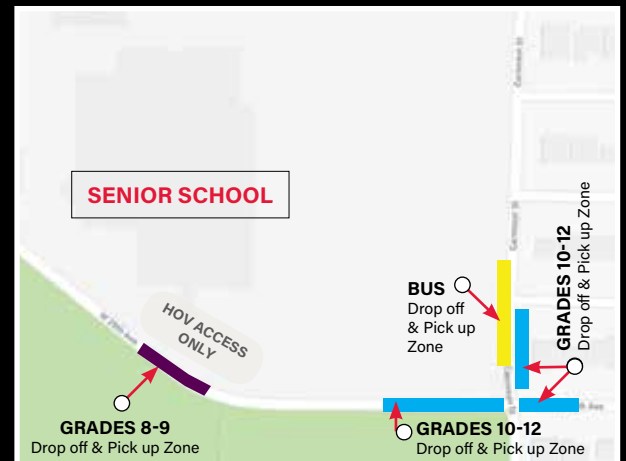 SENIOR SCHOOL
HOV ACCESS
ONLY
BUS
Drop off
& Pick up
Zone
GRADES 10-12
Drop off & Pick up Zone
GRADES 8-9
Drop off & Pick up Zone
GRADES 10-12
Drop off & Pick up Zone